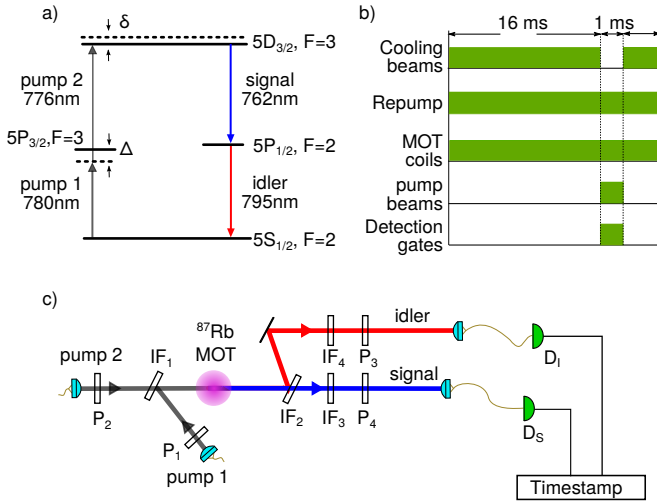 a)
δ
5D3/2, F=3
pump 2
776nm
signal
762nm
5P3/2,F=3
Δ
5P1/2, F=2
pump 1
780nm
idler
795nm
5S1/2,F=2
b)
16 ms
1 ms
Cooling
beams
Repump
MOT
coils
pump
beams
Detection
gates
c)
87Rb
MOT
pump 2
IF1
P2
P1
pump 1
idler
IF4
P3
DI
signal
IF2
IF3
P4
DS
Timestamp